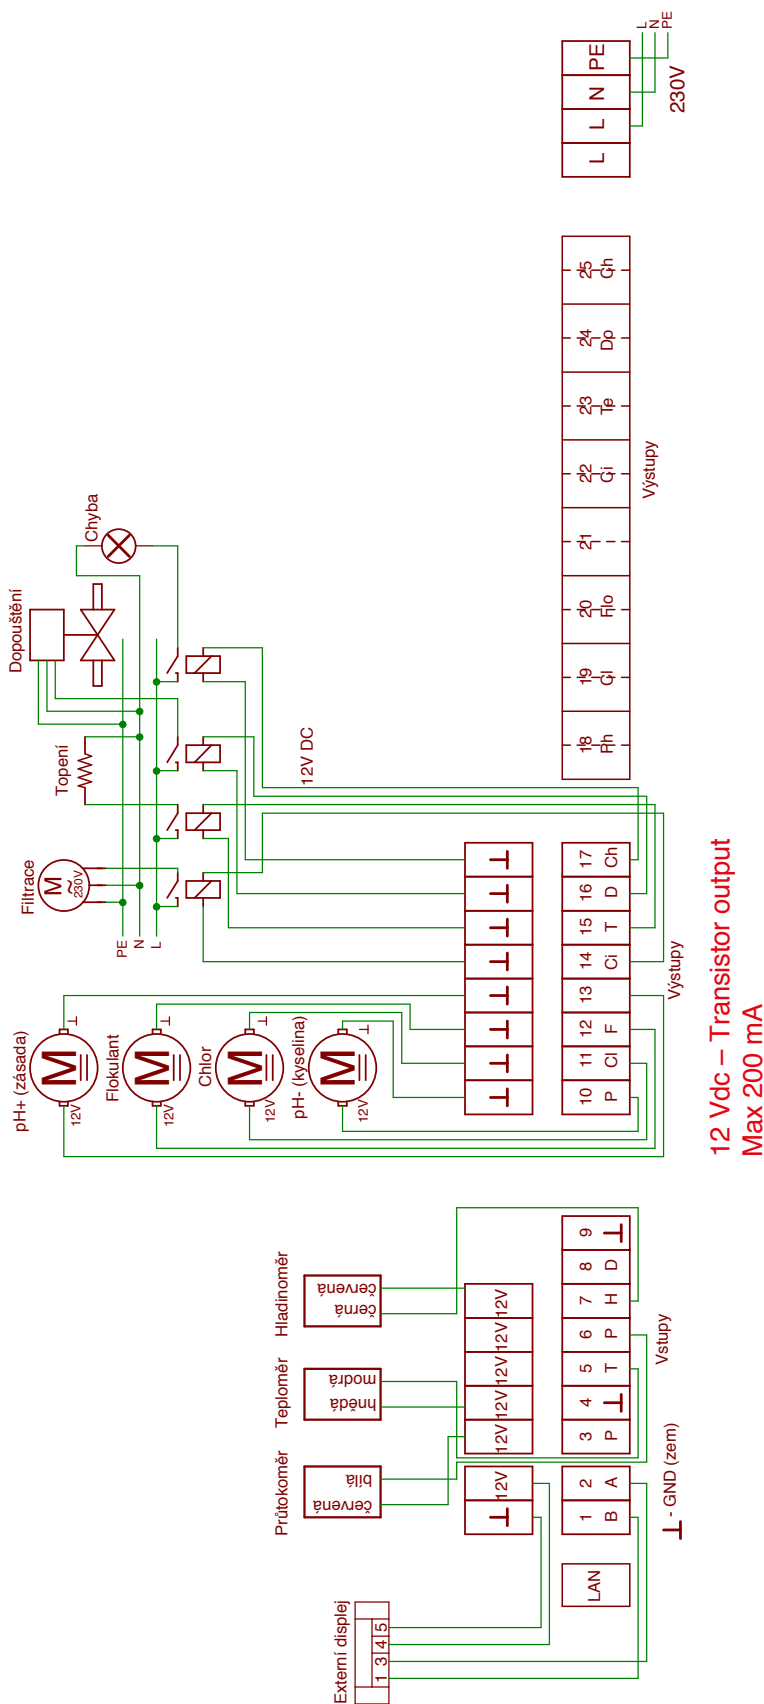 Externí displej
1 3 4 5
LAN
Průtokoměr
červená
bílá
Teploměr
hnědá
modrá
Hladinoměr
černá
červená
⊥ 12V
12V 12V 12V 12V 12V
1 2
B A
3 4 5 6 7 8 9
P ⊥ T P H D ⊥
Vstupy
⊥ - GND (zem)
pH+ (zásada)
12V M ⊥
Flokulant
12V M ⊥
Chlor
12V M ⊥
pH- (kyselina)
12V M ⊥
Filtrace
M
~
230V
Topení
Dopouštění
Chyba
PE
N
L
12V DC
⊥ ⊥ ⊥ ⊥ ⊥ ⊥ ⊥ ⊥
10 11 12 13 14 15 16 17
P Cl F Ci T D Ch
Výstupy
12 Vdc – Transistor output
Max 200 mA
18 19 20 21 22 23 24 25
Ph Cl Flo Ci Te Do Ch
Výstupy
L L N PE
L
N
PE
230V